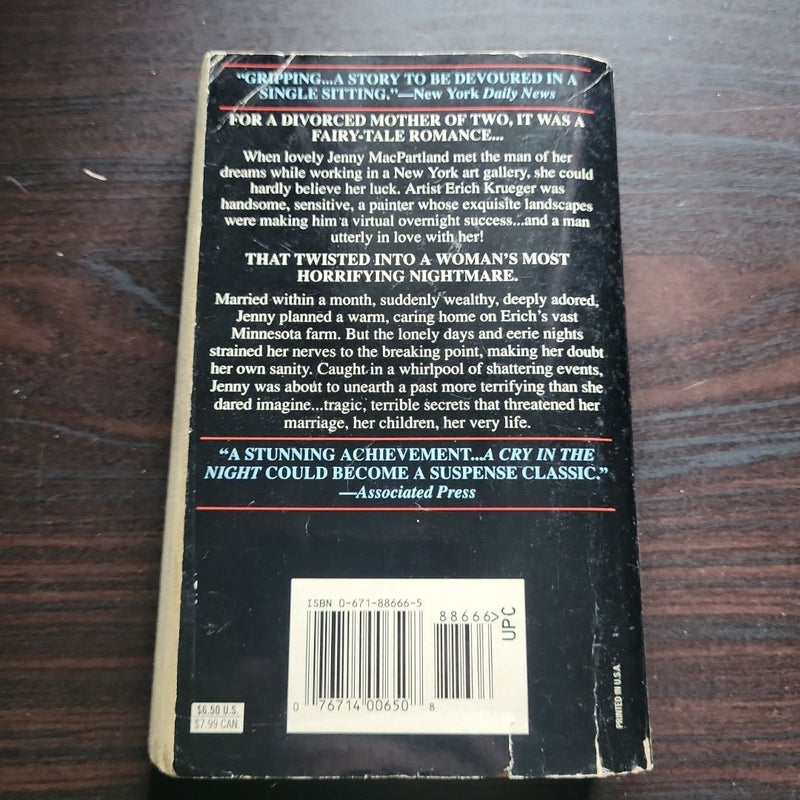 "GRIPPING...A STORY TO BE DEVOURED IN A
SINGLE SITTING."—New York Daily News
FOR A DIVORCED MOTHER OF TWO, IT WAS A
FAIRY-TALE ROMANCE...
When lovely Jenny MacPartland met the man of her
dreams while working in a New York art gallery, she could
hardly believe her luck. Artist Erich Krueger was
handsome, sensitive, a painter whose exquisite landscapes
were making him a virtual overnight success...and a man
utterly in love with her!
THAT TWISTED INTO A WOMAN'S MOST
HORRIFYING NIGHTMARE.
Married within a month, suddenly wealthy, deeply adored,
Jenny planned a warm, caring home on Erich's vast
Minnesota farm. But the lonely days and eerie nights
strained her nerves to the breaking point, making her doubt
her own sanity. Caught in a whirlpool of shattering events,
Jenny was about to unearth a past more terrifying than she
dared imagine...tragic, terrible secrets that threatened her
marriage, her children, her very life.
"A STUNNING ACHIEVEMENT...A CRY IN THE
NIGHT COULD BECOME A SUSPENSE CLASSIC."
—Associated Press
ISBN 0-671-88666-5
88666>
UPC
0 76714 00650 8
$6.50 U.S.
$7.99 CAN.
PRINTED IN U.S.A.